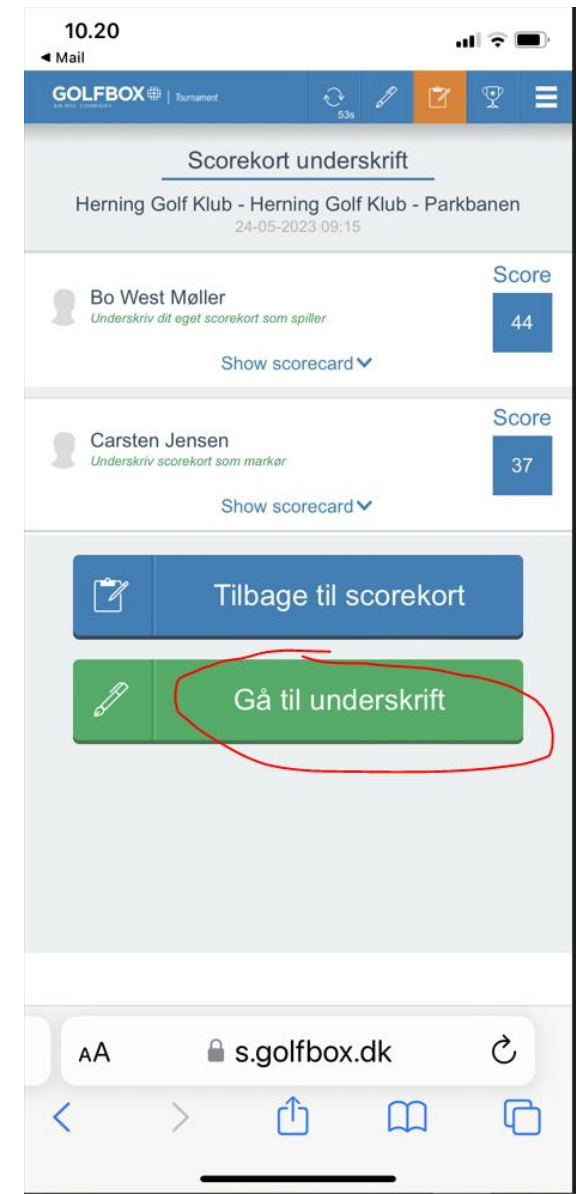 10.20
◀ Mail
GOLFBOX | Tournament
53s
Scorekort underskrift
Herning Golf Klub - Herning Golf Klub - Parkbanen
24-05-2023 09:15
Score
Bo West Møller
Underskriv dit eget scorekort som spiller
44
Show scorecard
Score
Carsten Jensen
Underskriv scorekort som markør
37
Show scorecard
Tilbage til scorekort
Gå til underskrift
AA s.golfbox.dk